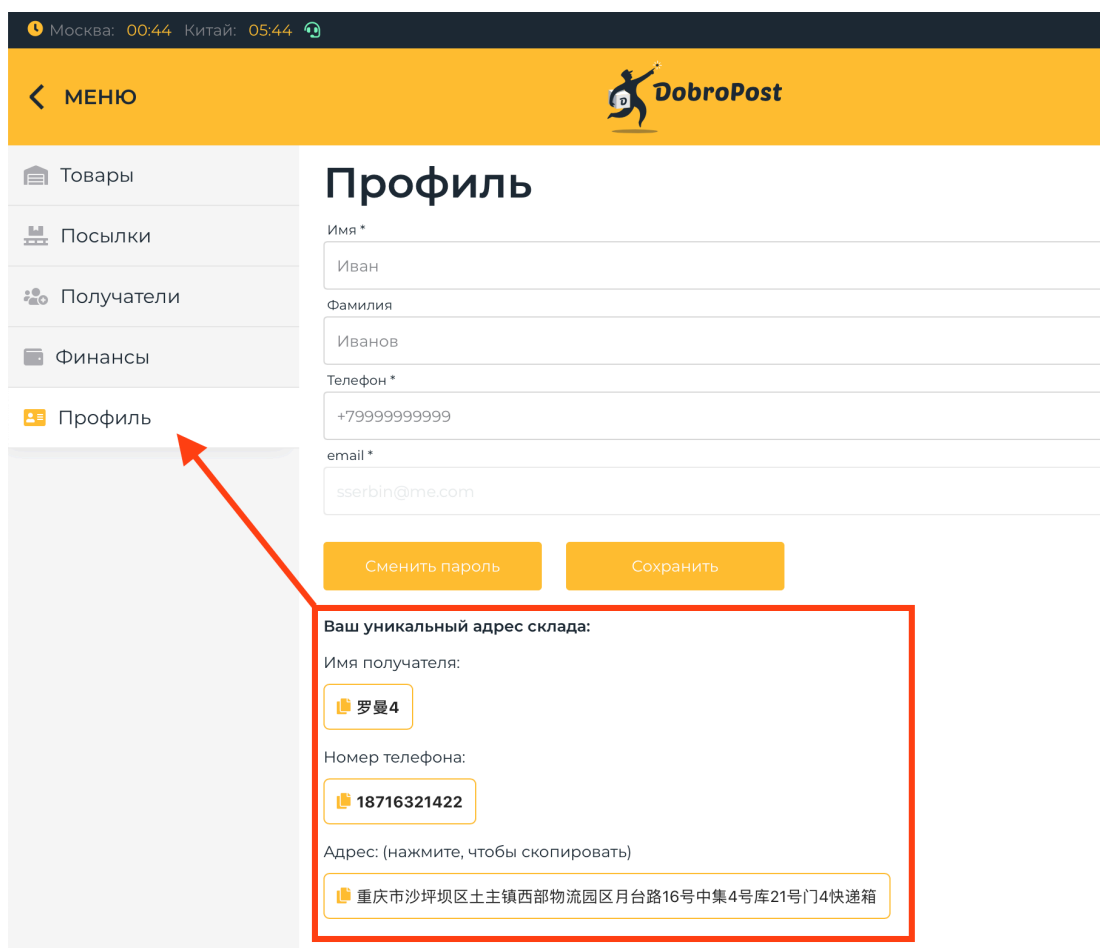 Москва: 00:44 Китай: 05:44
МЕНЮ
DobroPost
Товары
Посылки
Получатели
Финансы
Профиль
Профиль
Имя *
Иван
Фамилия
Иванов
Телефон *
+79999999999
email *
sserbin@me.com
Сменить пароль
Сохранить
Ваш уникальный адрес склада:
Имя получателя:
罗曼4
Номер телефона:
18716321422
Адрес: (нажмите, чтобы скопировать)
重庆市沙坪坝区土主镇西部物流园区月台路16号中集4号库21号门4快递箱